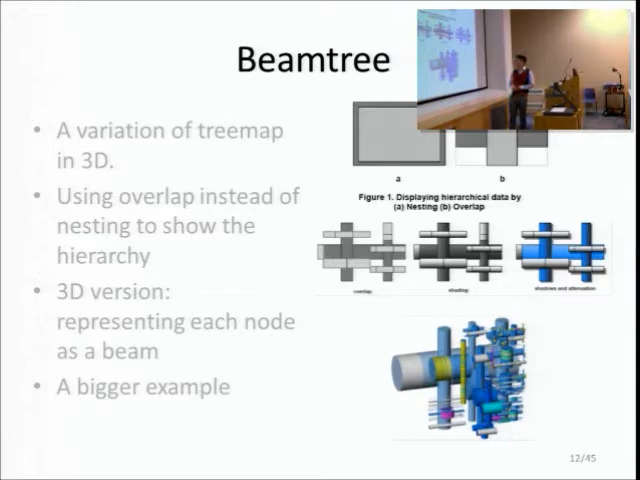 Beamtree
• A variation of treemap
in 3D.
• Using overlap instead of
nesting to show the
hierarchy
• 3D version:
representing each node
as a beam
• A bigger example
a
b
Figure 1. Displaying hierarchical data by
(a) Nesting (b) Overlap
overlap
shading
shadows and attenuation
12/45